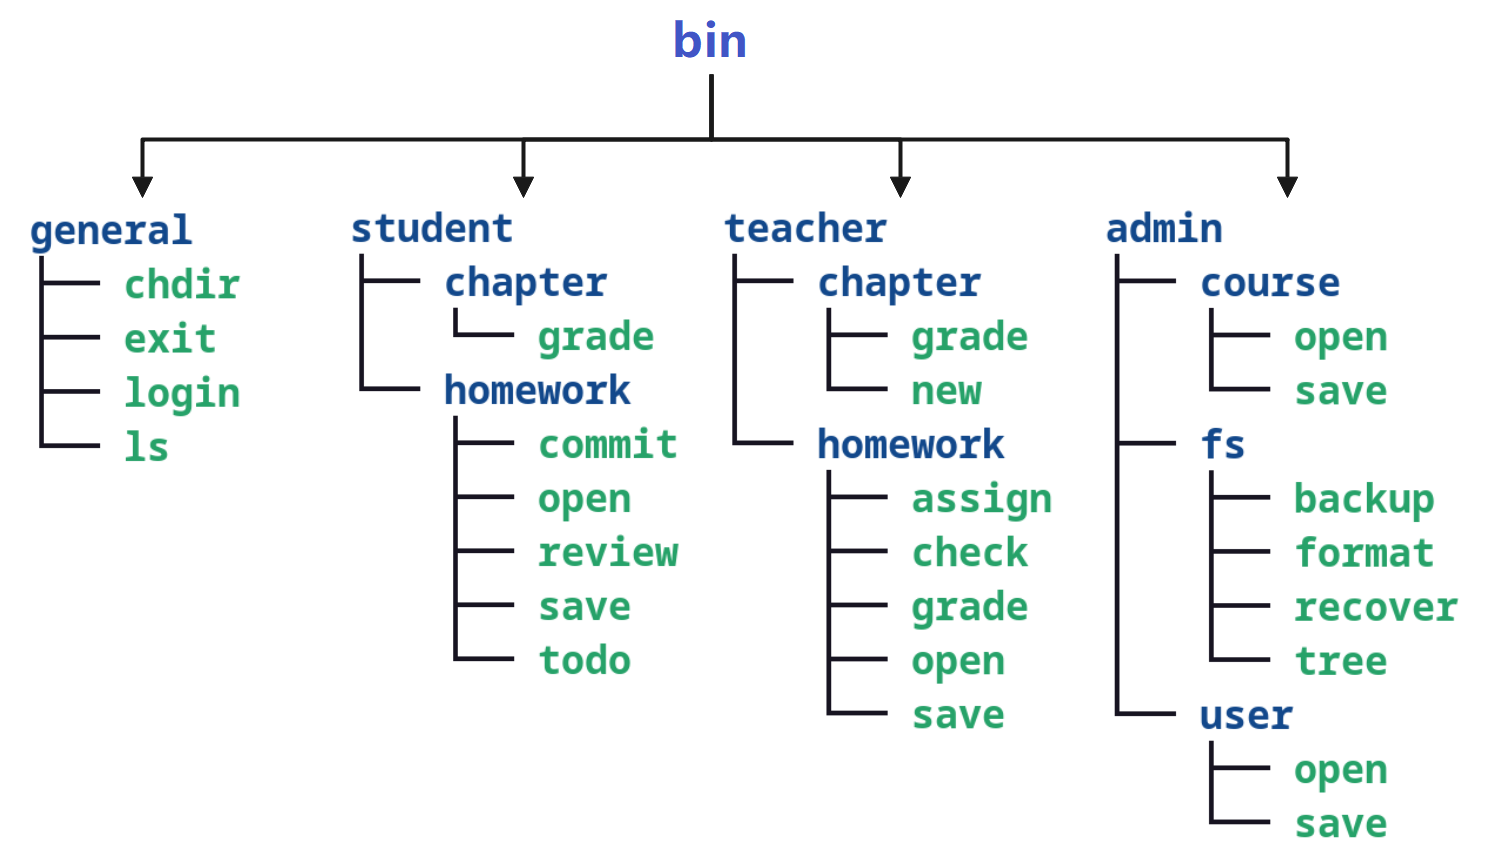 bin
general
chdir
exit
login
ls
student
chapter
grade
homework
commit
open
review
save
todo
teacher
chapter
grade
new
homework
assign
check
grade
open
save
admin
course
open
save
fs
backup
format
recover
tree
user
open
save